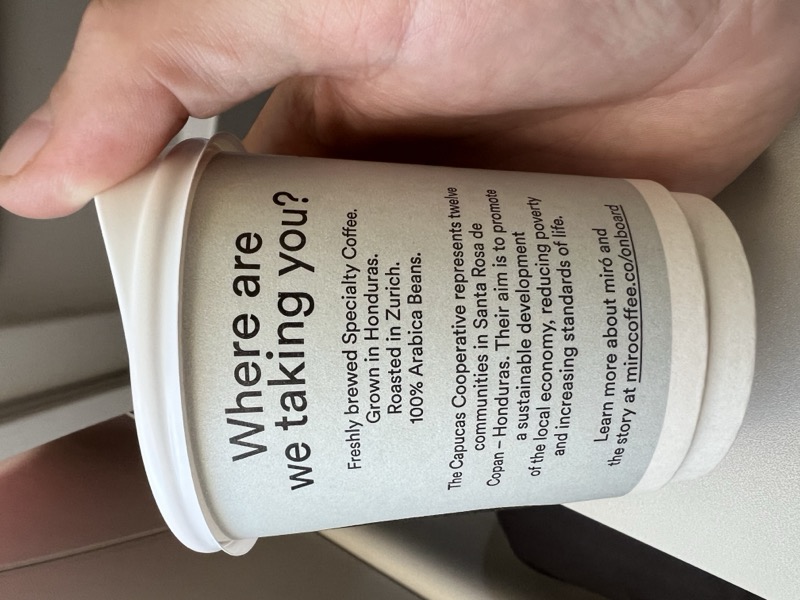 Where are
we taking you?
Freshly brewed Specialty Coffee.
Grown in Honduras.
Roasted in Zurich.
100% Arabica Beans.
The Capucas Cooperative represents twelve
communities in Santa Rosa de
Copan – Honduras. Their aim is to promote
a sustainable development
of the local economy, reducing poverty
and increasing standards of life.
Learn more about miró and
the story at mirocoffee.co/onboard